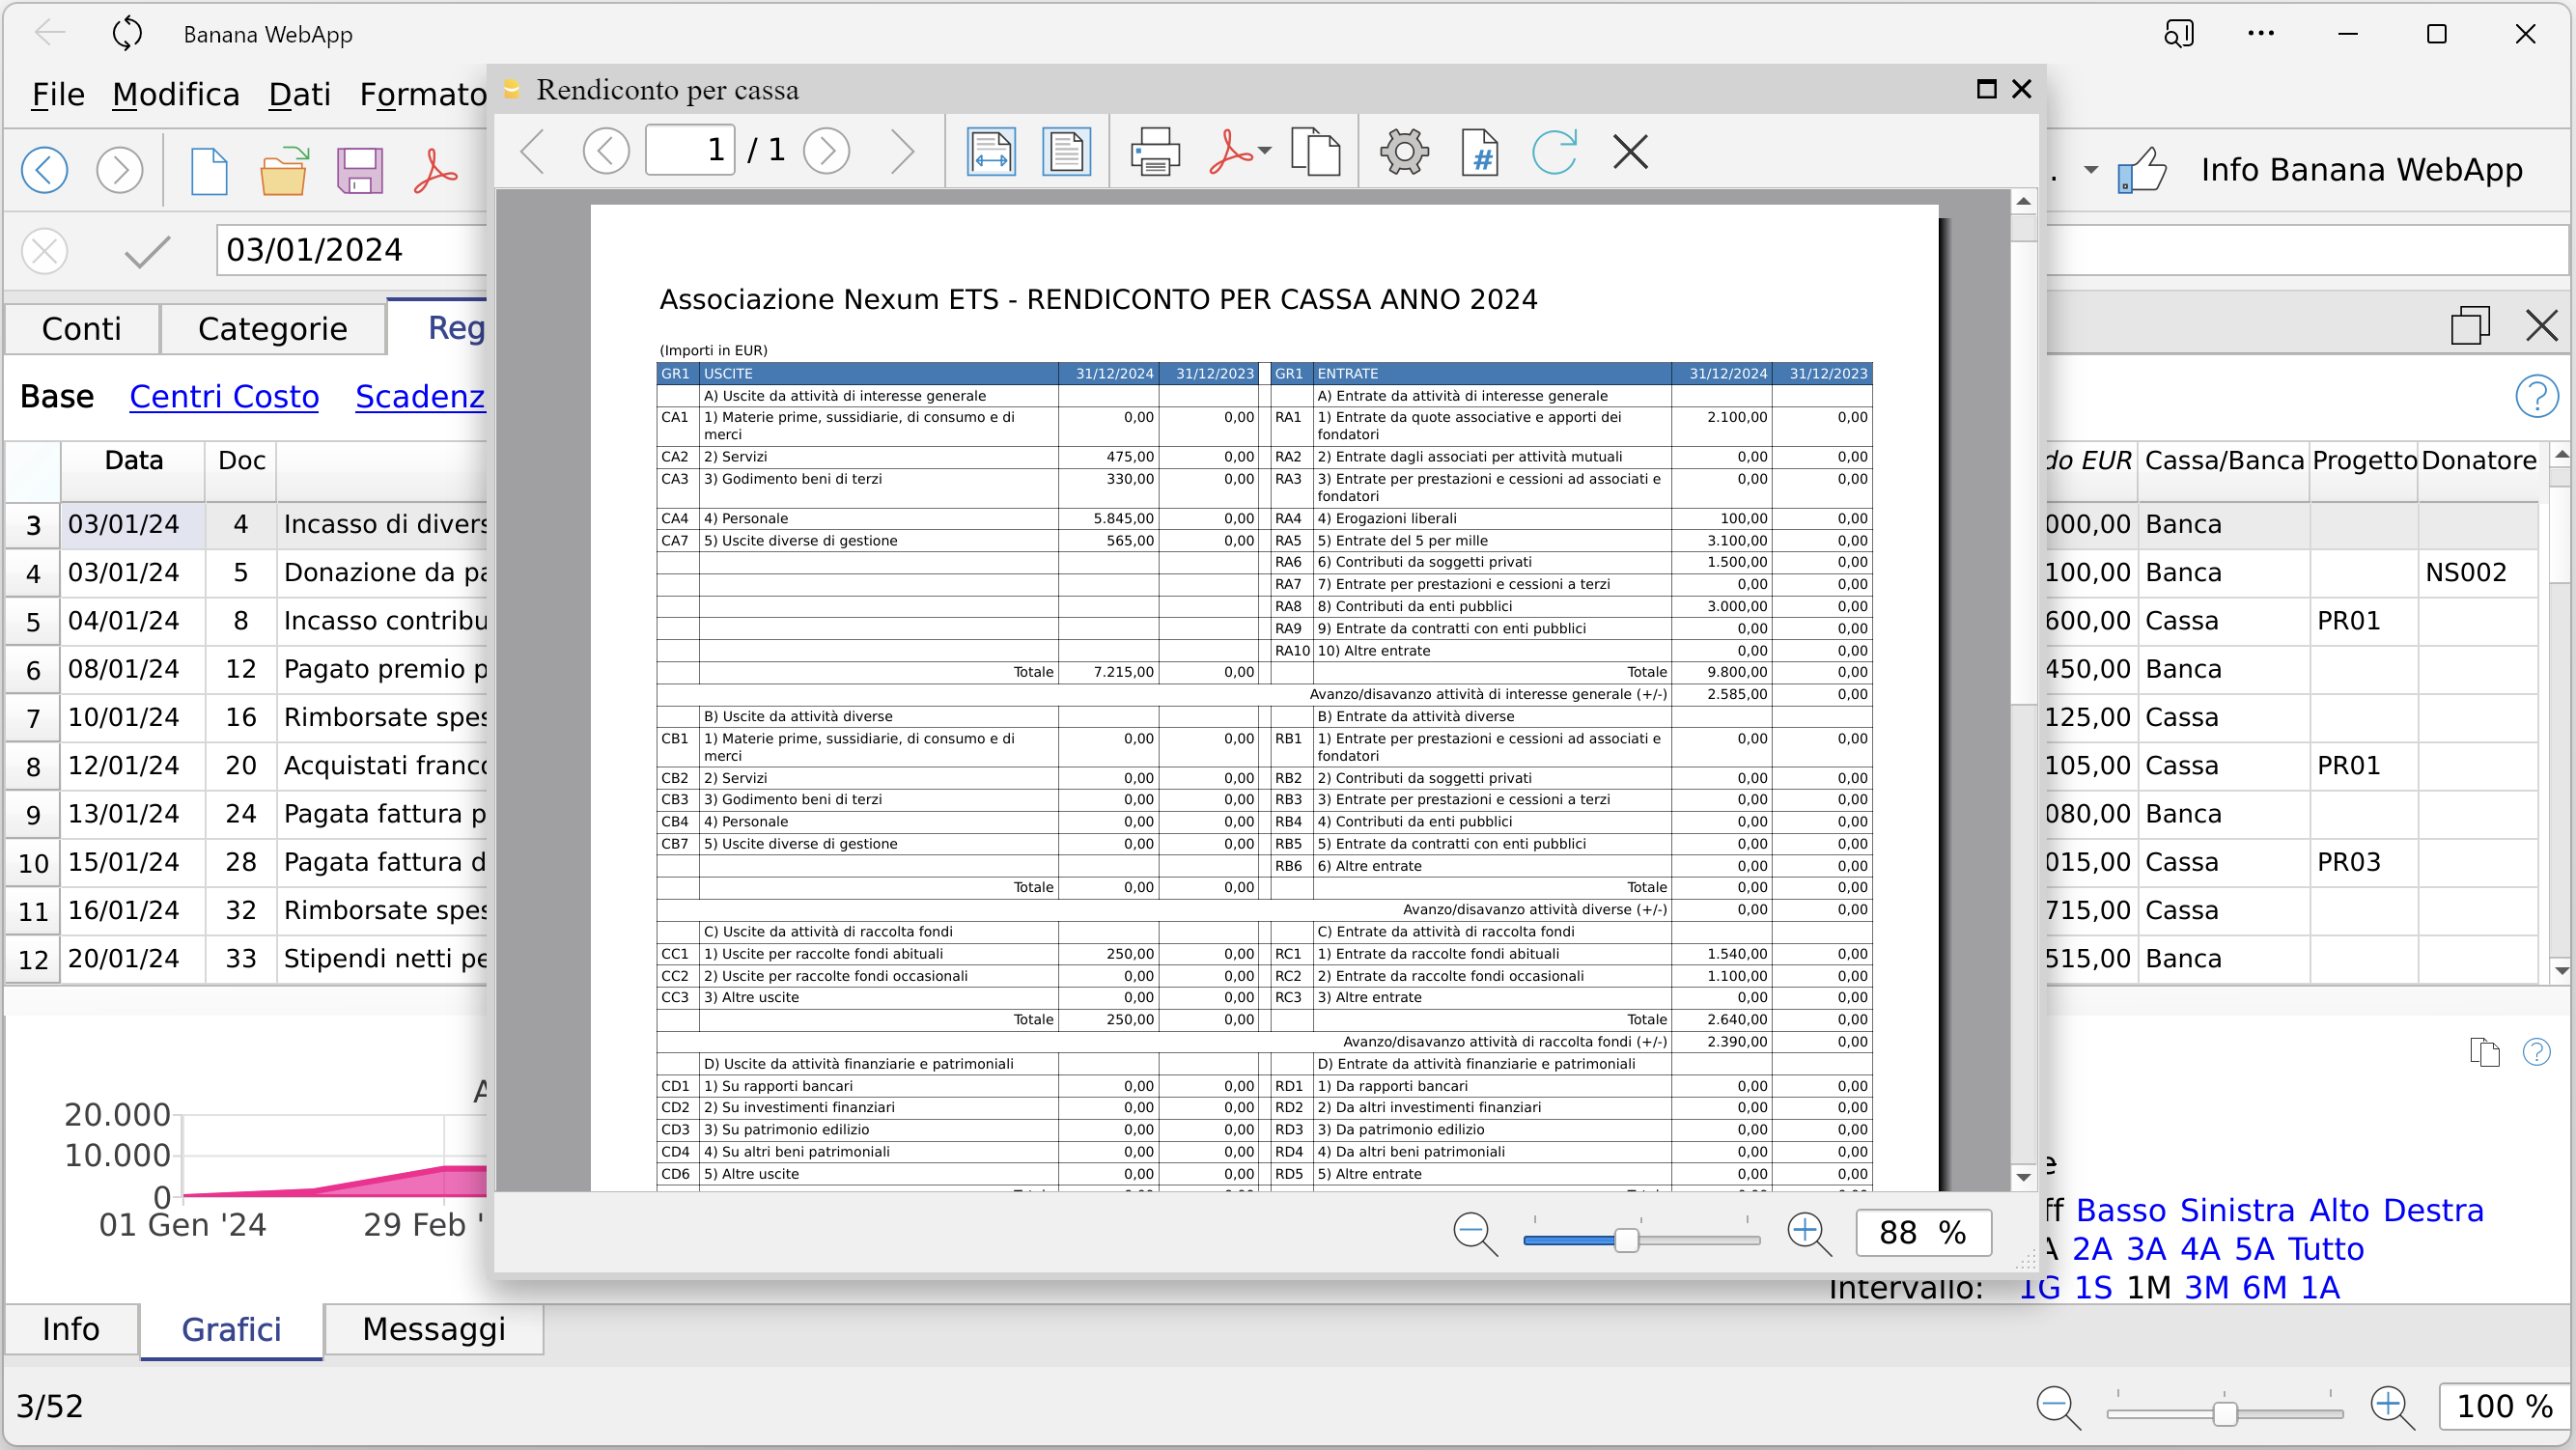 Banana WebApp
File Modifica Dati Formato
Info Banana WebApp
03/01/2024
Conti Categorie
Base Centri Costo
Data Doc
3 03/01/24 4 Incasso di
4 03/01/24 5 Donazione da
5 04/01/24 8 Incasso
6 08/01/24 12 Pagato premio
7 10/01/24 16 Rimborsate
8 12/01/24 20 Acquistati
9 13/01/24 24 Pagata fattura
10 15/01/24 28 Pagata fattura
11 16/01/24 32 Rimborsate
12 20/01/24 33 Stipendi netti
20.000
10.000
0
01 Gen '24 29 Feb '
Info Grafici Messaggi
3/52
Rendiconto per cassa
1 / 1
Associazione Nexum ETS - RENDICONTO PER CASSA ANNO 2024
(Importi in EUR)
GR1 USCITE 31/12/2024 31/12/2023 GR1 ENTRATE 31/12/2024 31/12/2023
A) Uscite da attività di interesse generale A) Entrate da attività di interesse generale
CA1 1) Materie prime, sussidiarie, di consumo e di 0,00 0,00 RA1 1) Entrate da quote associative e apporti dei 2.100,00 0,00
merci fondatori
CA2 2) Servizi 475,00 0,00 RA2 2) Entrate dagli associati per attività mutuali 0,00 0,00
CA3 3) Godimento beni di terzi 330,00 0,00 RA3 3) Entrate per prestazioni e cessioni ad associati e 0,00 0,00
fondatori
CA4 4) Personale 5.845,00 0,00 RA4 4) Erogazioni liberali 100,00 0,00
CA7 5) Uscite diverse di gestione 565,00 0,00 RA5 5) Entrate del 5 per mille 3.100,00 0,00
RA6 6) Contributi da soggetti privati 1.500,00 0,00
RA7 7) Entrate per prestazioni e cessioni a terzi 0,00 0,00
RA8 8) Contributi da enti pubblici 3.000,00 0,00
RA9 9) Entrate da contratti con enti pubblici 0,00 0,00
RA10 10) Altre entrate 0,00 0,00
Totale 7.215,00 0,00 Totale 9.800,00 0,00
Avanzo/disavanzo attività di interesse generale (+/-) 2.585,00 0,00
B) Uscite da attività diverse B) Entrate da attività diverse
CB1 1) Materie prime, sussidiarie, di consumo e di 0,00 0,00 RB1 1) Entrate per prestazioni e cessioni ad associati e 0,00 0,00
merci fondatori
CB2 2) Servizi 0,00 0,00 RB2 2) Contributi da soggetti privati 0,00 0,00
CB3 3) Godimento beni di terzi 0,00 0,00 RB3 3) Entrate per prestazioni e cessioni a terzi 0,00 0,00
CB4 4) Personale 0,00 0,00 RB4 4) Contributi da enti pubblici 0,00 0,00
CB7 5) Uscite diverse di gestione 0,00 0,00 RB5 5) Entrate da contratti con enti pubblici 0,00 0,00
RB6 6) Altre entrate 0,00 0,00
Totale 0,00 0,00 Totale 0,00 0,00
Avanzo/disavanzo attività diverse (+/-) 0,00 0,00
C) Uscite da attività di raccolta fondi C) Entrate da attività di raccolta fondi
CC1 1) Uscite per raccolte fondi abituali 250,00 0,00 RC1 1) Entrate da raccolte fondi abituali 1.540,00 0,00
CC2 2) Uscite per raccolte fondi occasionali 0,00 0,00 RC2 2) Entrate da raccolte fondi occasionali 1.100,00 0,00
CC3 3) Altre uscite 0,00 0,00 RC3 3) Altre entrate 0,00 0,00
Totale 250,00 0,00 Totale 2.640,00 0,00
Avanzo/disavanzo attività di raccolta fondi (+/-) 2.390,00 0,00
D) Uscite da attività finanziarie e patrimoniali D) Entrate da attività finanziarie e patrimoniali
CD1 1) Su rapporti bancari 0,00 0,00 RD1 1) Da rapporti bancari 0,00 0,00
CD2 2) Su investimenti finanziari 0,00 0,00 RD2 2) Da altri investimenti finanziari 0,00 0,00
CD3 3) Su patrimonio edilizio 0,00 0,00 RD3 3) Da patrimonio edilizio 0,00 0,00
CD4 4) Su altri beni patrimoniali 0,00 0,00 RD4 4) Da altri beni patrimoniali 0,00 0,00
CD6 5) Altre uscite 0,00 0,00 RD5 5) Altre entrate 0,00 0,00
88 %
EUR Cassa/Banca Progetto Donatore
000,00 Banca
100,00 Banca NS002
600,00 Cassa PR01
450,00 Banca
125,00 Cassa
105,00 Cassa PR01
080,00 Banca
015,00 Cassa PR03
715,00 Cassa
515,00 Banca
Basso Sinistra Alto Destra
2A 3A 4A 5A Tutto
Intervallo: 1G 1S 1M 3M 6M 1A
100 %